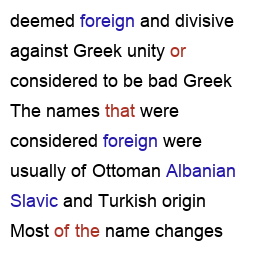 deemed foreign and divisive
against Greek unity or
considered to be bad Greek
The names that were
considered foreign were
usually of Ottoman Albanian
Slavic and Turkish origin
Most of the name changes